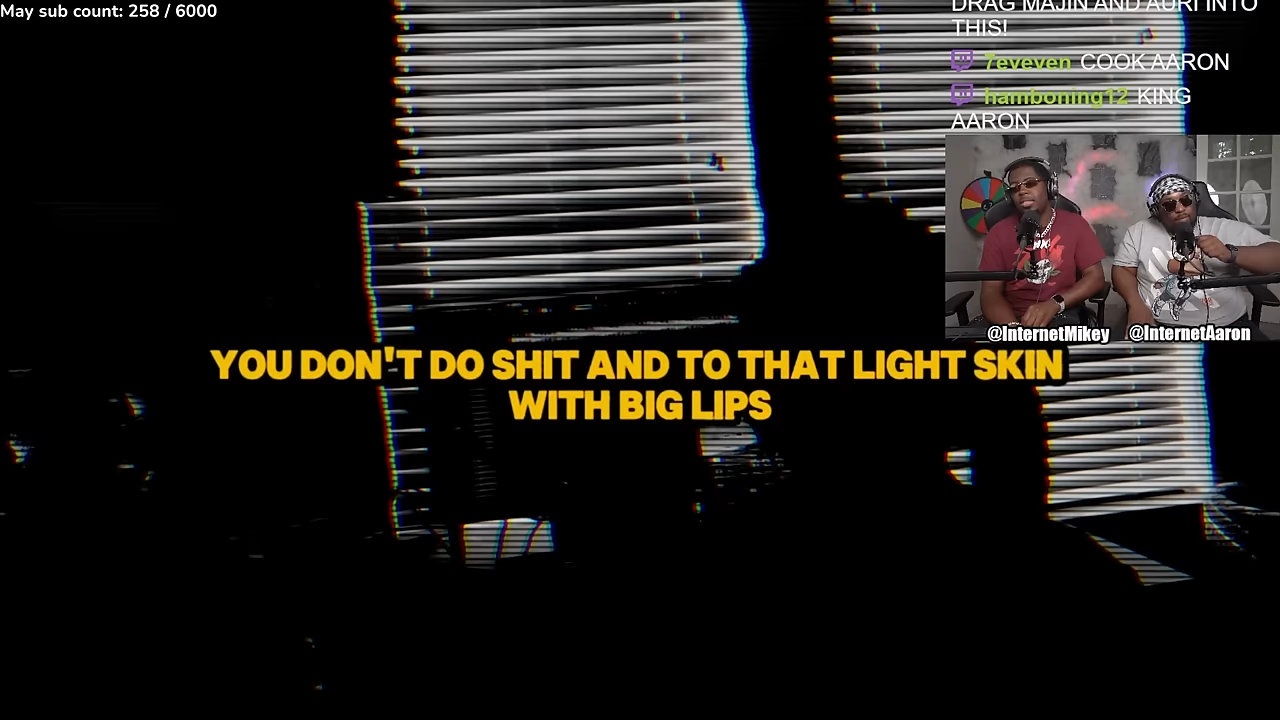 May sub count: 258 / 6000
DRAG MAJIN AND AURI INTO
THIS!
7eveven COOK AARON
hamboning12 KING
AARON
@InternetMikey @InternetAaron
YOU DON'T DO SHIT AND TO THAT LIGHT SKIN
WITH BIG LIPS